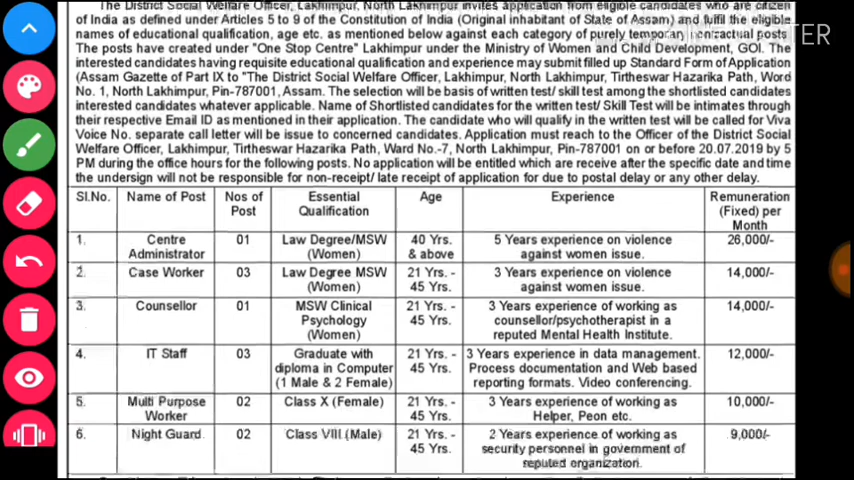 The District Social Welfare Officer, Lakhimpur, North Lakhimpur invites application from eligible candidates who are citizen
of India as defined under Articles 5 to 9 of the Constitution of India (Original inhabitant of State of Assam) and fulfil the eligible
names of educational qualification, age etc. as mentioned below against each category of purely temporary contractual posts.
The posts have created under "One Stop Centre" Lakhimpur under the Ministry of Women and Child Development, GOI. The
interested candidates having requisite educational qualification and experience may submit filled up Standard Form of Application
(Assam Gazette of Part IX to "The District Social Welfare Officer, Lakhimpur, North Lakhimpur, Tirtheswar Hazarika Path, Word
No. 1, North Lakhimpur, Pin-787001, Assam. The selection will be basis of written test/ skill test among the shortlisted candidates
interested candidates whatever applicable. Name of Shortlisted candidates for the written test/ Skill Test will be intimates through
their respective Email ID as mentioned in their application. The candidate who will qualify in the written test will be called for Viva
Voice No. separate call letter will be issue to concerned candidates. Application must reach to the Officer of the District Social
Welfare Officer, Lakhimpur, Tirtheswar Hazarika Path, Ward No.-7, North Lakhimpur, Pin-787001 on or before 20.07.2019 by 5
PM during the office hours for the following posts. No application will be entitled which are receive after the specific date and time
the undersign will not be responsible for non-receipt/ late receipt of application for due to postal delay or any other delay.
Sl.No. Name of Post Nos of Post Essential Qualification Age Experience Remuneration (Fixed) per Month
1. Centre Administrator 01 Law Degree/MSW (Women) 40 Yrs. & above 5 Years experience on violence against women issue. 26,000/-
2. Case Worker 03 Law Degree MSW (Women) 21 Yrs. - 45 Yrs. 3 Years experience on violence against women issue. 14,000/-
3. Counsellor 01 MSW Clinical Psychology (Women) 21 Yrs. - 45 Yrs. 3 Years experience of working as counsellor/psychotherapist in a reputed Mental Health Institute. 14,000/-
4. IT Staff 03 Graduate with diploma in Computer (1 Male & 2 Female) 21 Yrs. - 45 Yrs. 3 Years experience in data management. Process documentation and Web based reporting formats. Video conferencing. 12,000/-
5. Multi Purpose Worker 02 Class X (Female) 21 Yrs. - 45 Yrs. 3 Years experience of working as Helper, Peon etc. 10,000/-
6. Night Guard 02 Class VIII (Male) 21 Yrs. - 45 Yrs. 2 Years experience of working as security personnel in government of reputed organization. 9,000/-